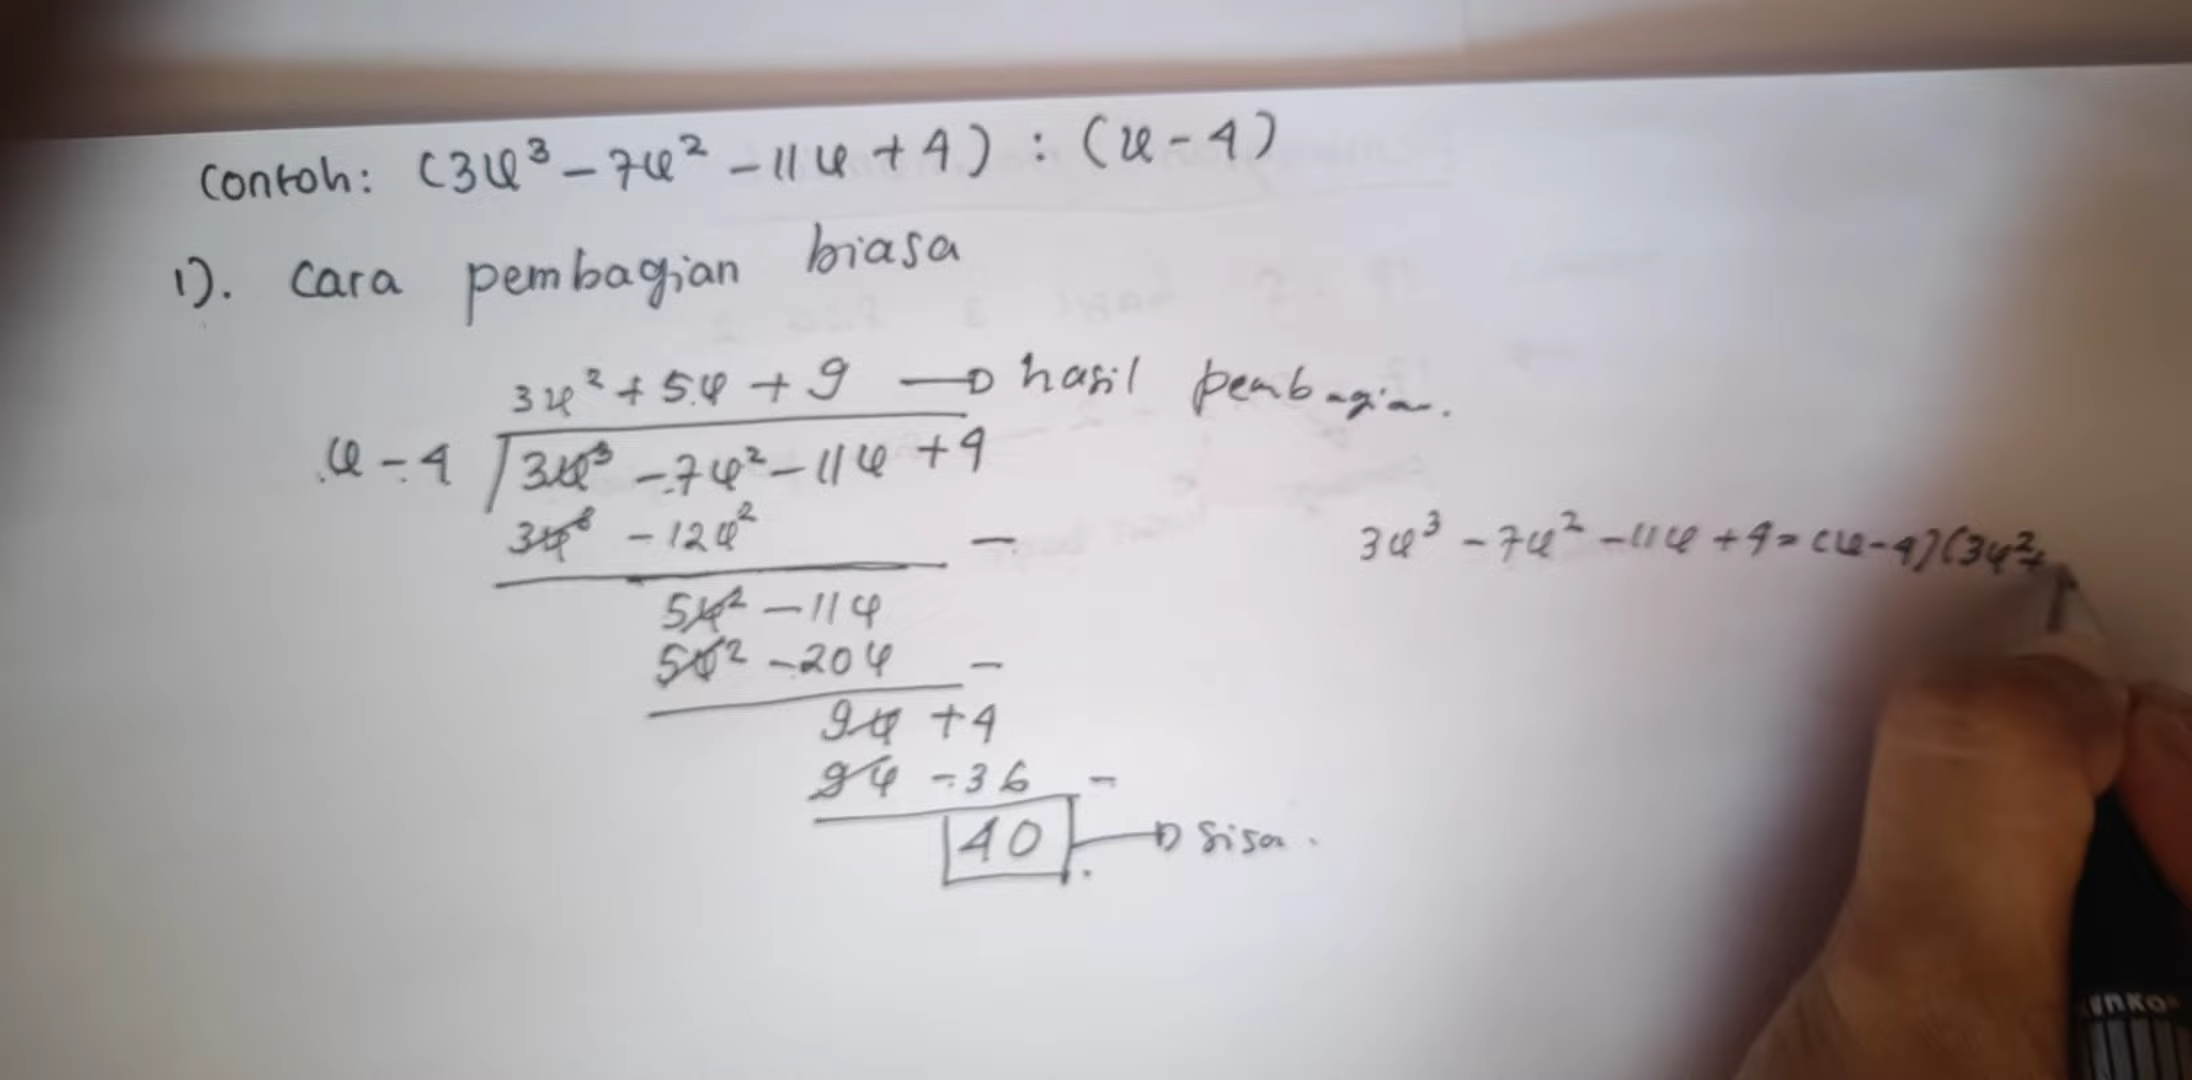 Contoh: (3x³ - 7x² - 11x + 4) : (x - 4)
1). Cara pembagian biasa
3x² + 5x + 9 → hasil pembagian.
x - 4 3x³ - 7x² - 11x + 4
3x³ - 12x² -
5x² - 11x
5x² - 20x -
9x + 4
9x - 36 -
40 → sisa.
3x³ - 7x² - 11x + 4 = (x - 4)(3x² +